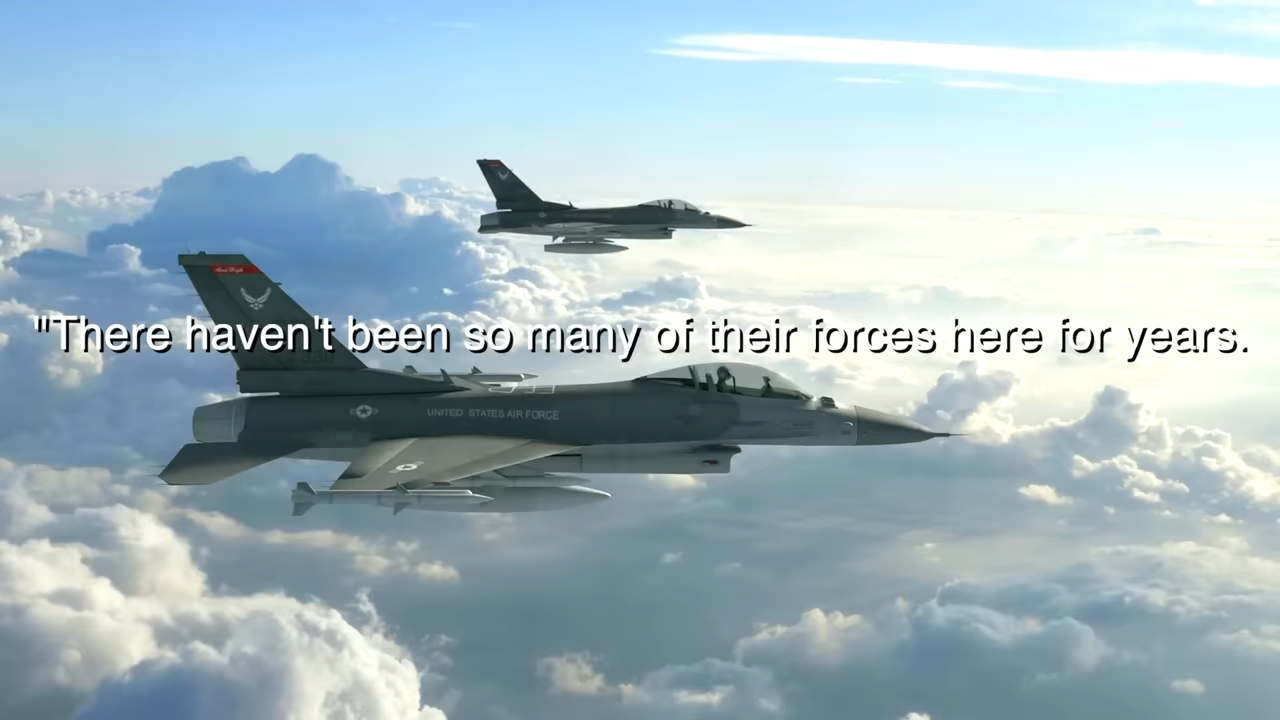 "There haven't been so many of their forces here for years.
UNITED STATES AIR FORCE